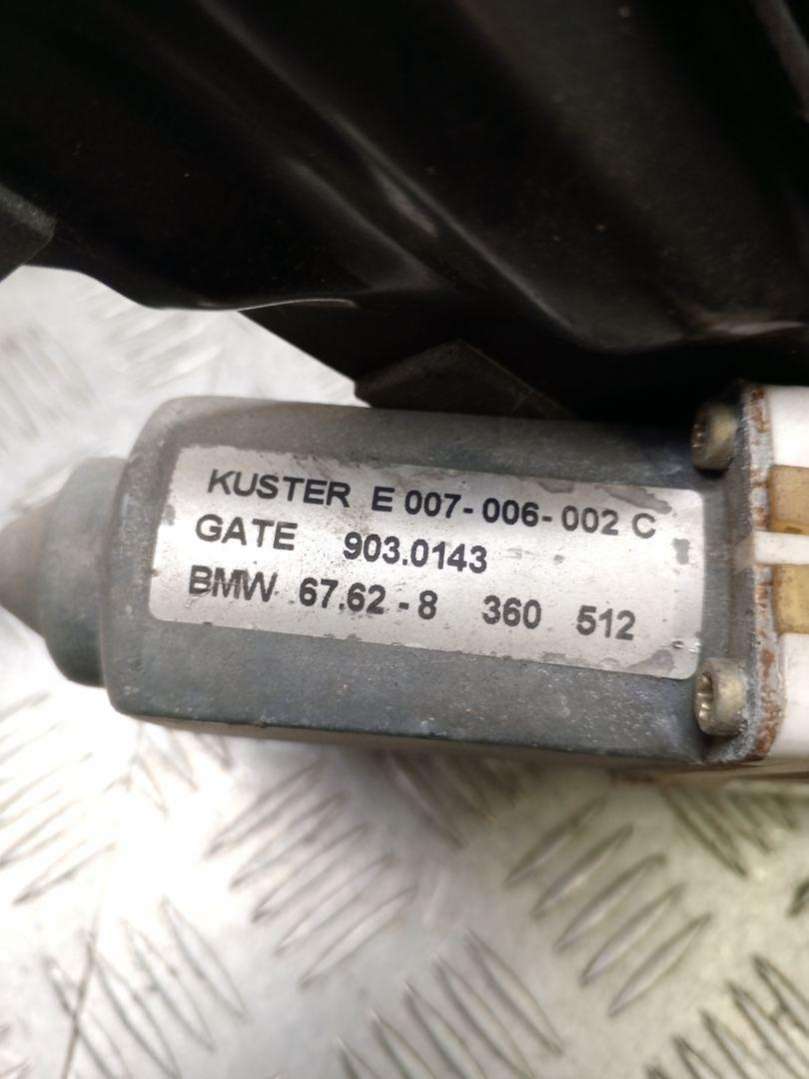 KUSTER E 007-006-002 C
GATE 903.0143
BMW 67.62-8 360 512